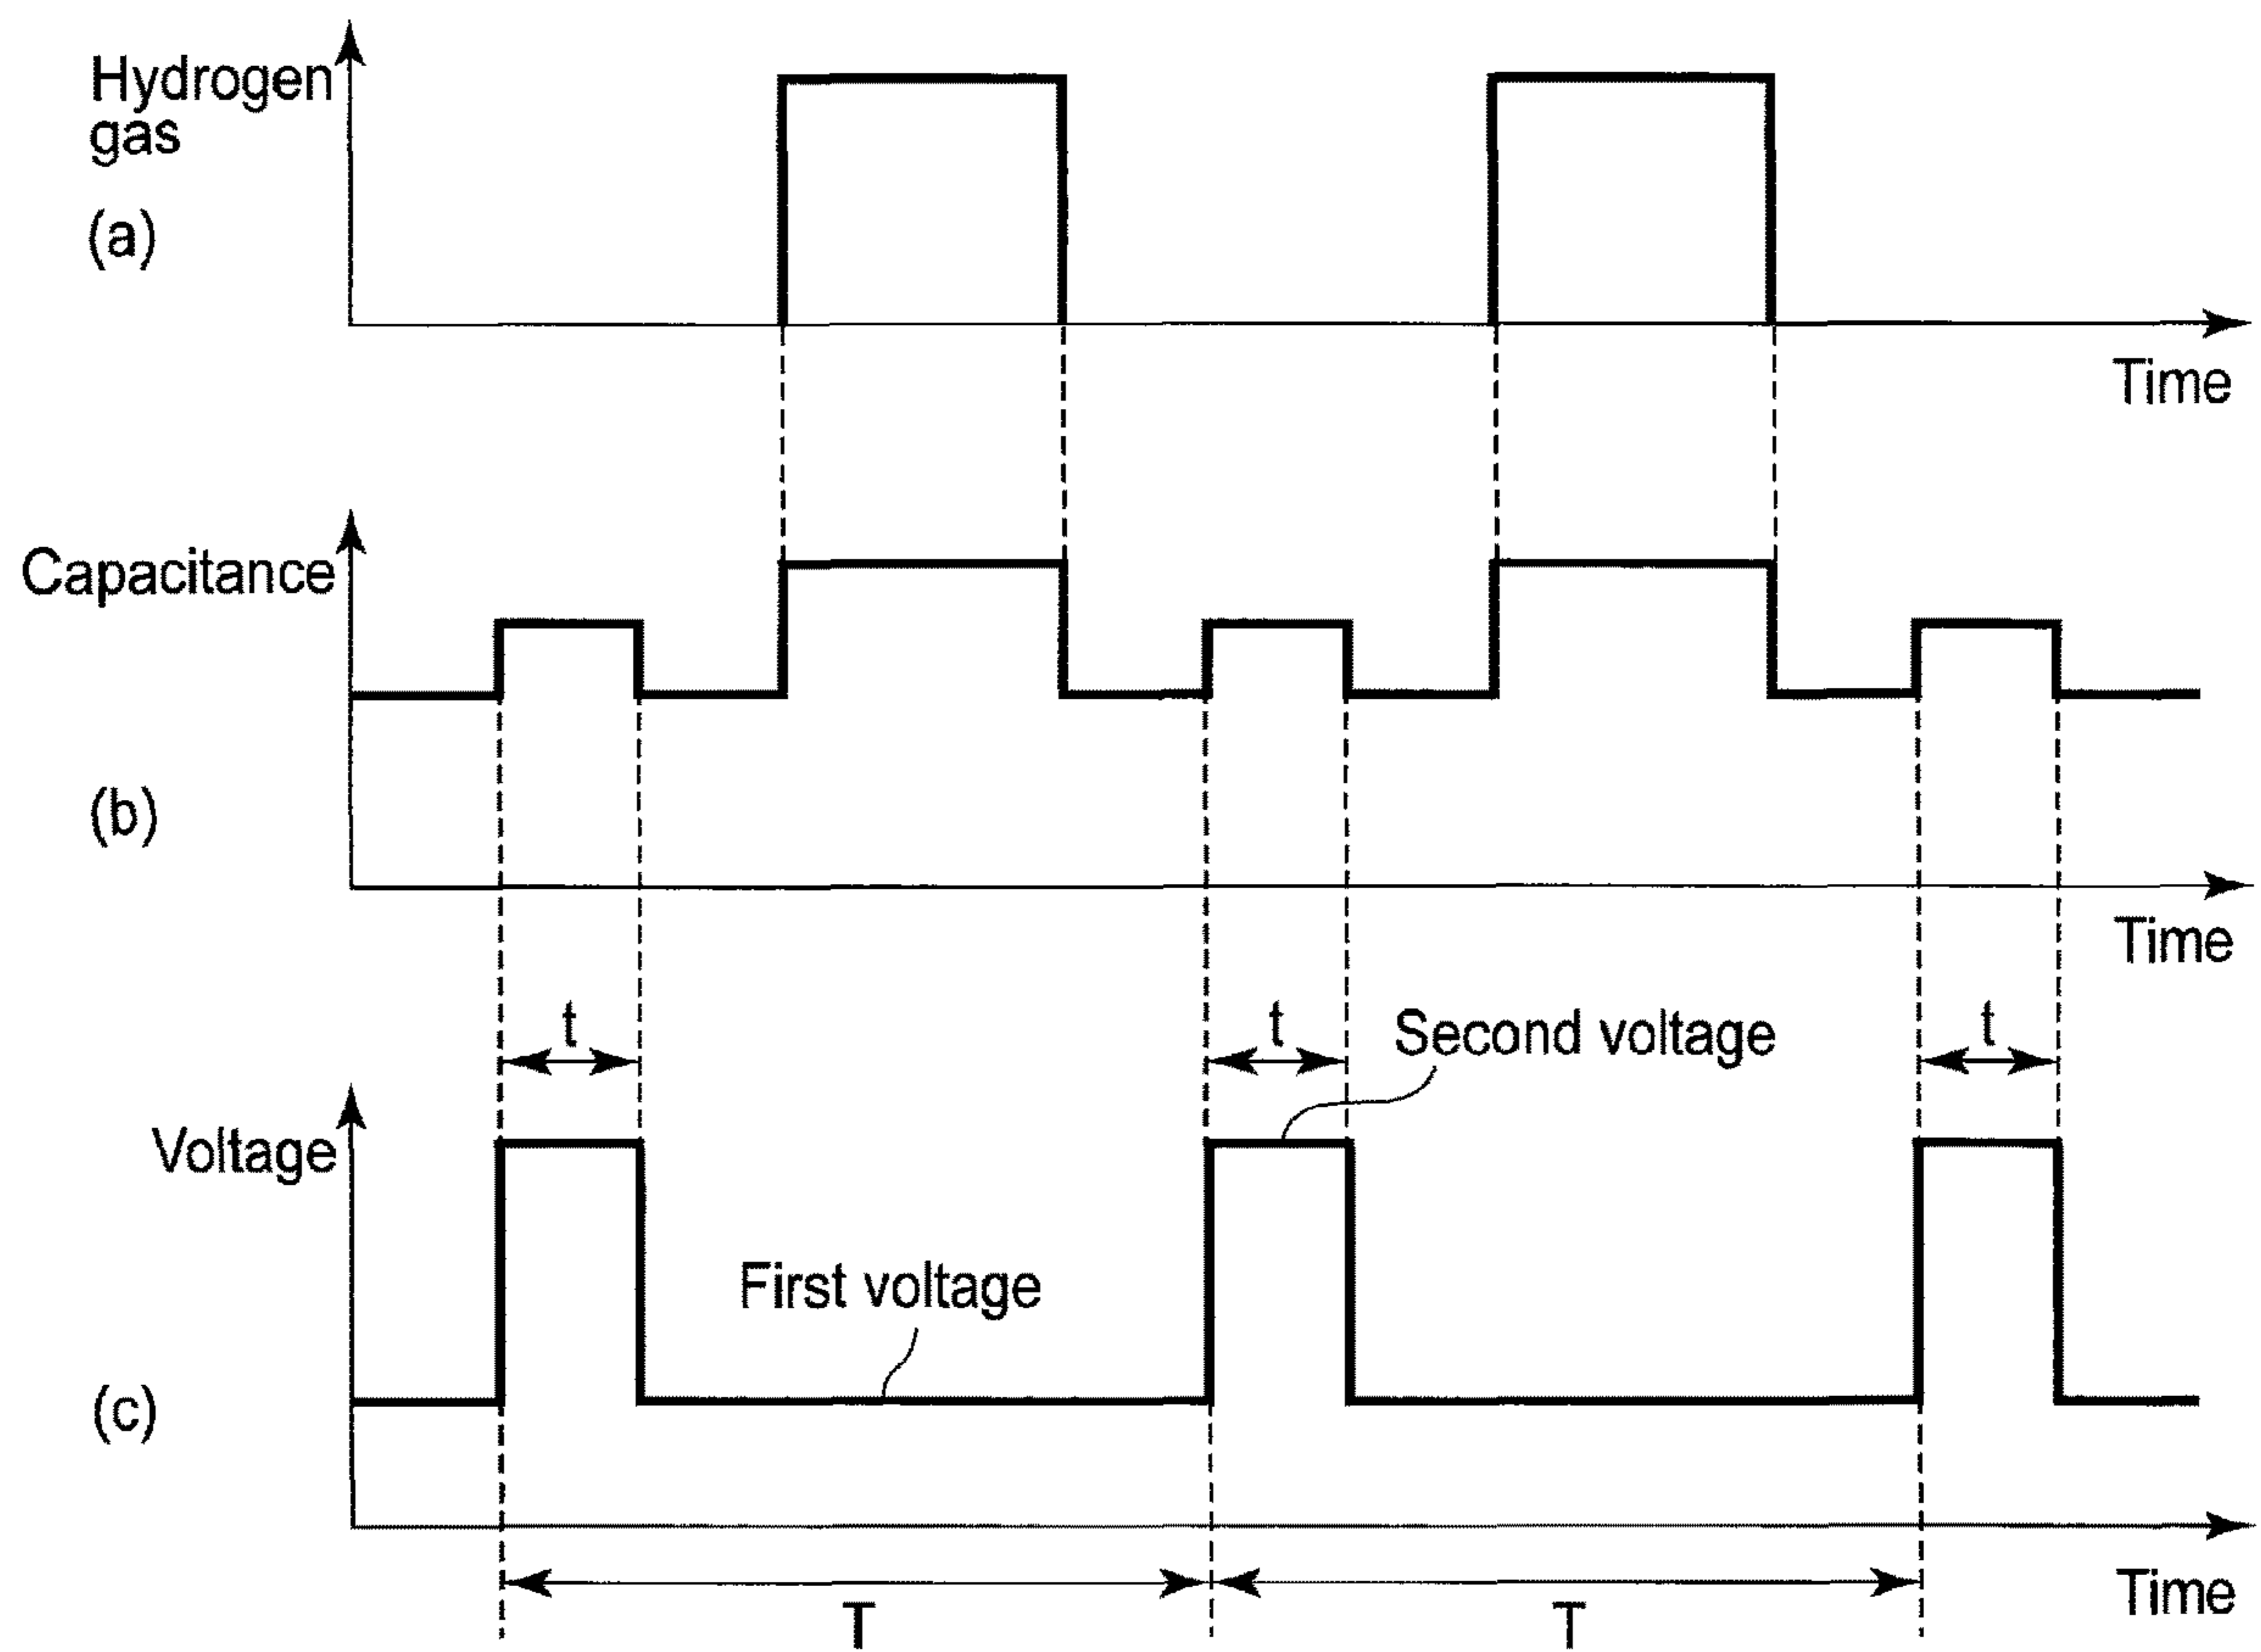 Hydrogen
gas
(a)
Time
Capacitance
(b)
Time
t
t
Second voltage
t
Voltage
First voltage
(c)
Time
T
T